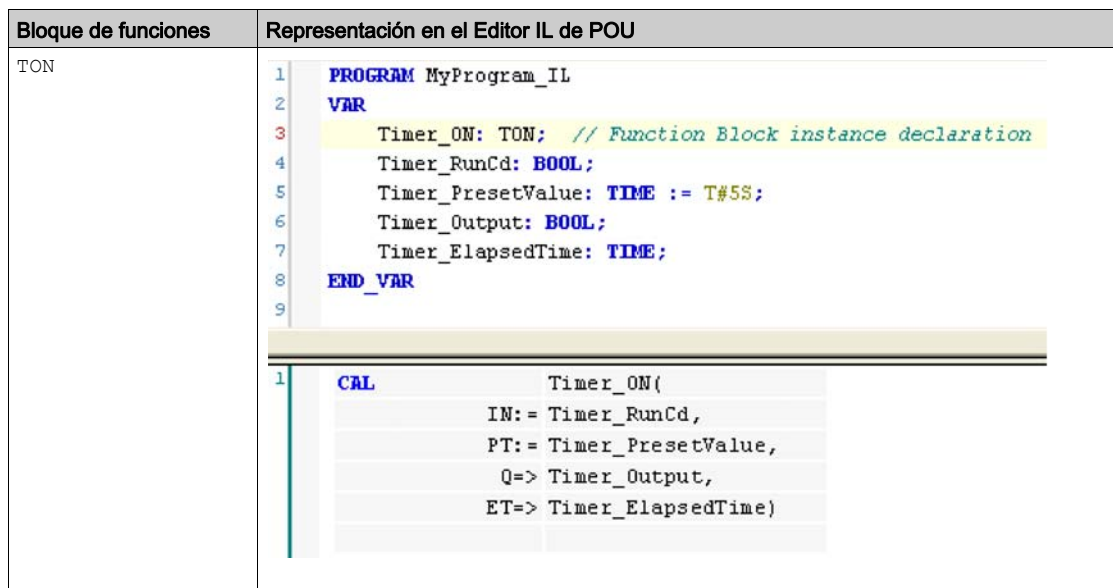 Bloque de funciones Representación en el Editor IL de POU
TON
1 PROGRAM MyProgram_IL
2 VAR
3 Timer_ON: TON; // Function Block instance declaration
4 Timer_RunCd: BOOL;
5 Timer_PresetValue: TIME := T#5S;
6 Timer_Output: BOOL;
7 Timer_ElapsedTime: TIME;
8 END_VAR
9
1 CAL Timer_ON(
IN:= Timer_RunCd,
PT:= Timer_PresetValue,
Q=> Timer_Output,
ET=> Timer_ElapsedTime)